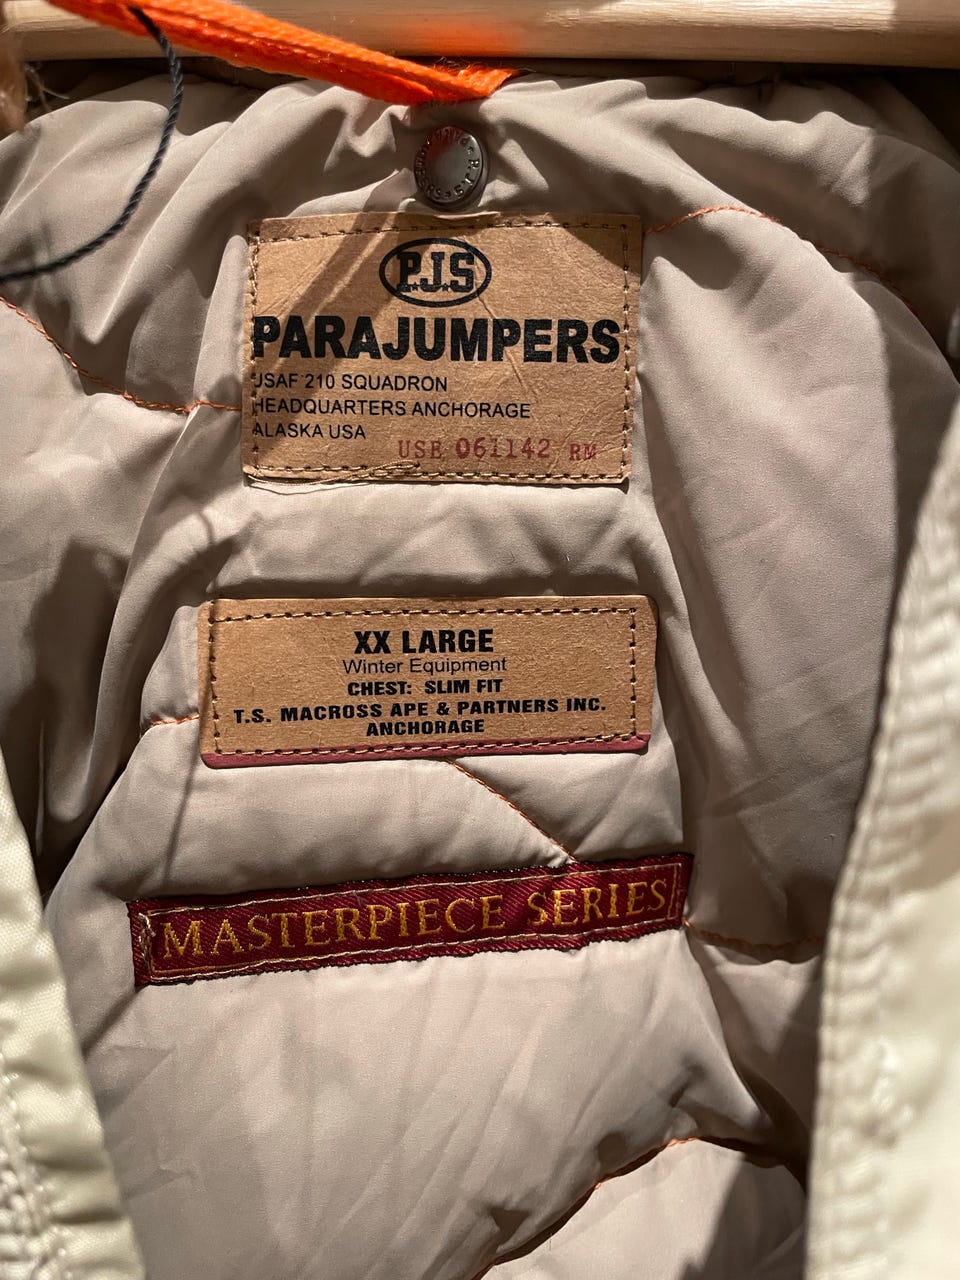 P.J.S
PARAJUMPERS
USAF 210 SQUADRON
HEADQUARTERS ANCHORAGE
ALASKA USA
USE 061142 RM
XX LARGE
Winter Equipment
CHEST: SLIM FIT
T.S. MACROSS APE & PARTNERS INC.
ANCHORAGE
MASTERPIECE SERIES